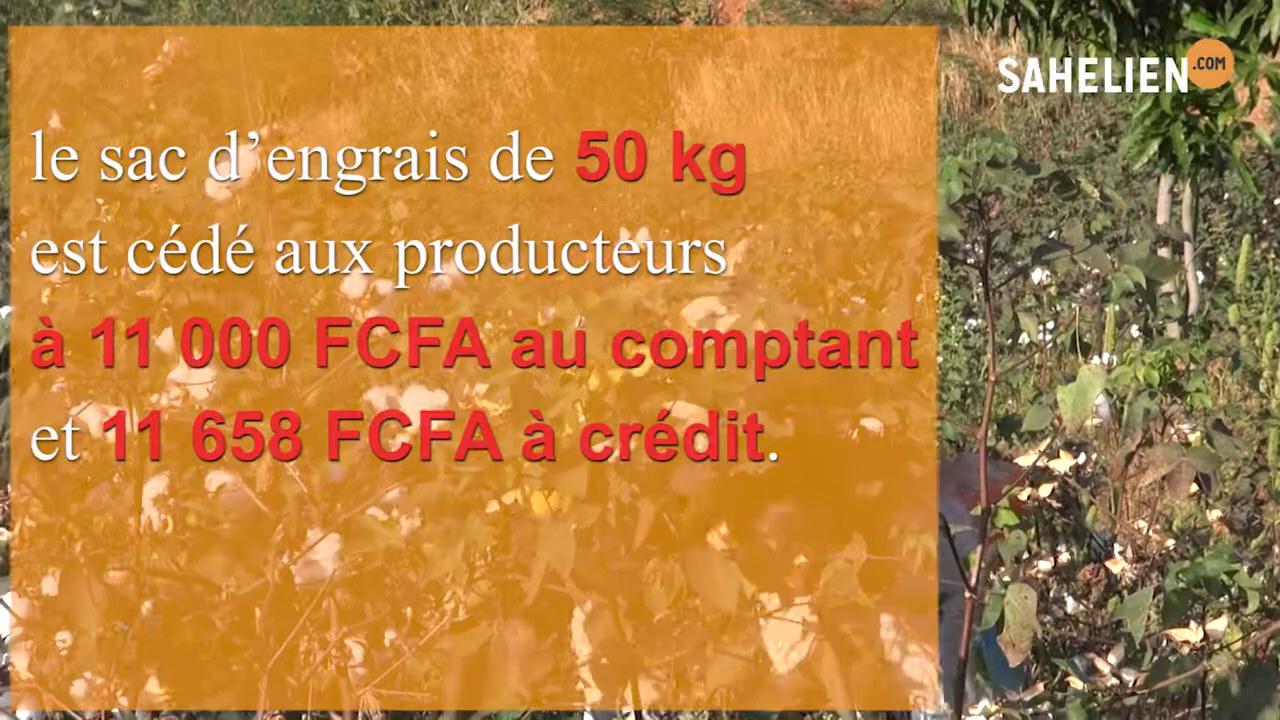 SAHELIEN.COM
le sac d’engrais de 50 kg
est cédé aux producteurs
à 11 000 FCFA au comptant
et 11 658 FCFA à crédit.